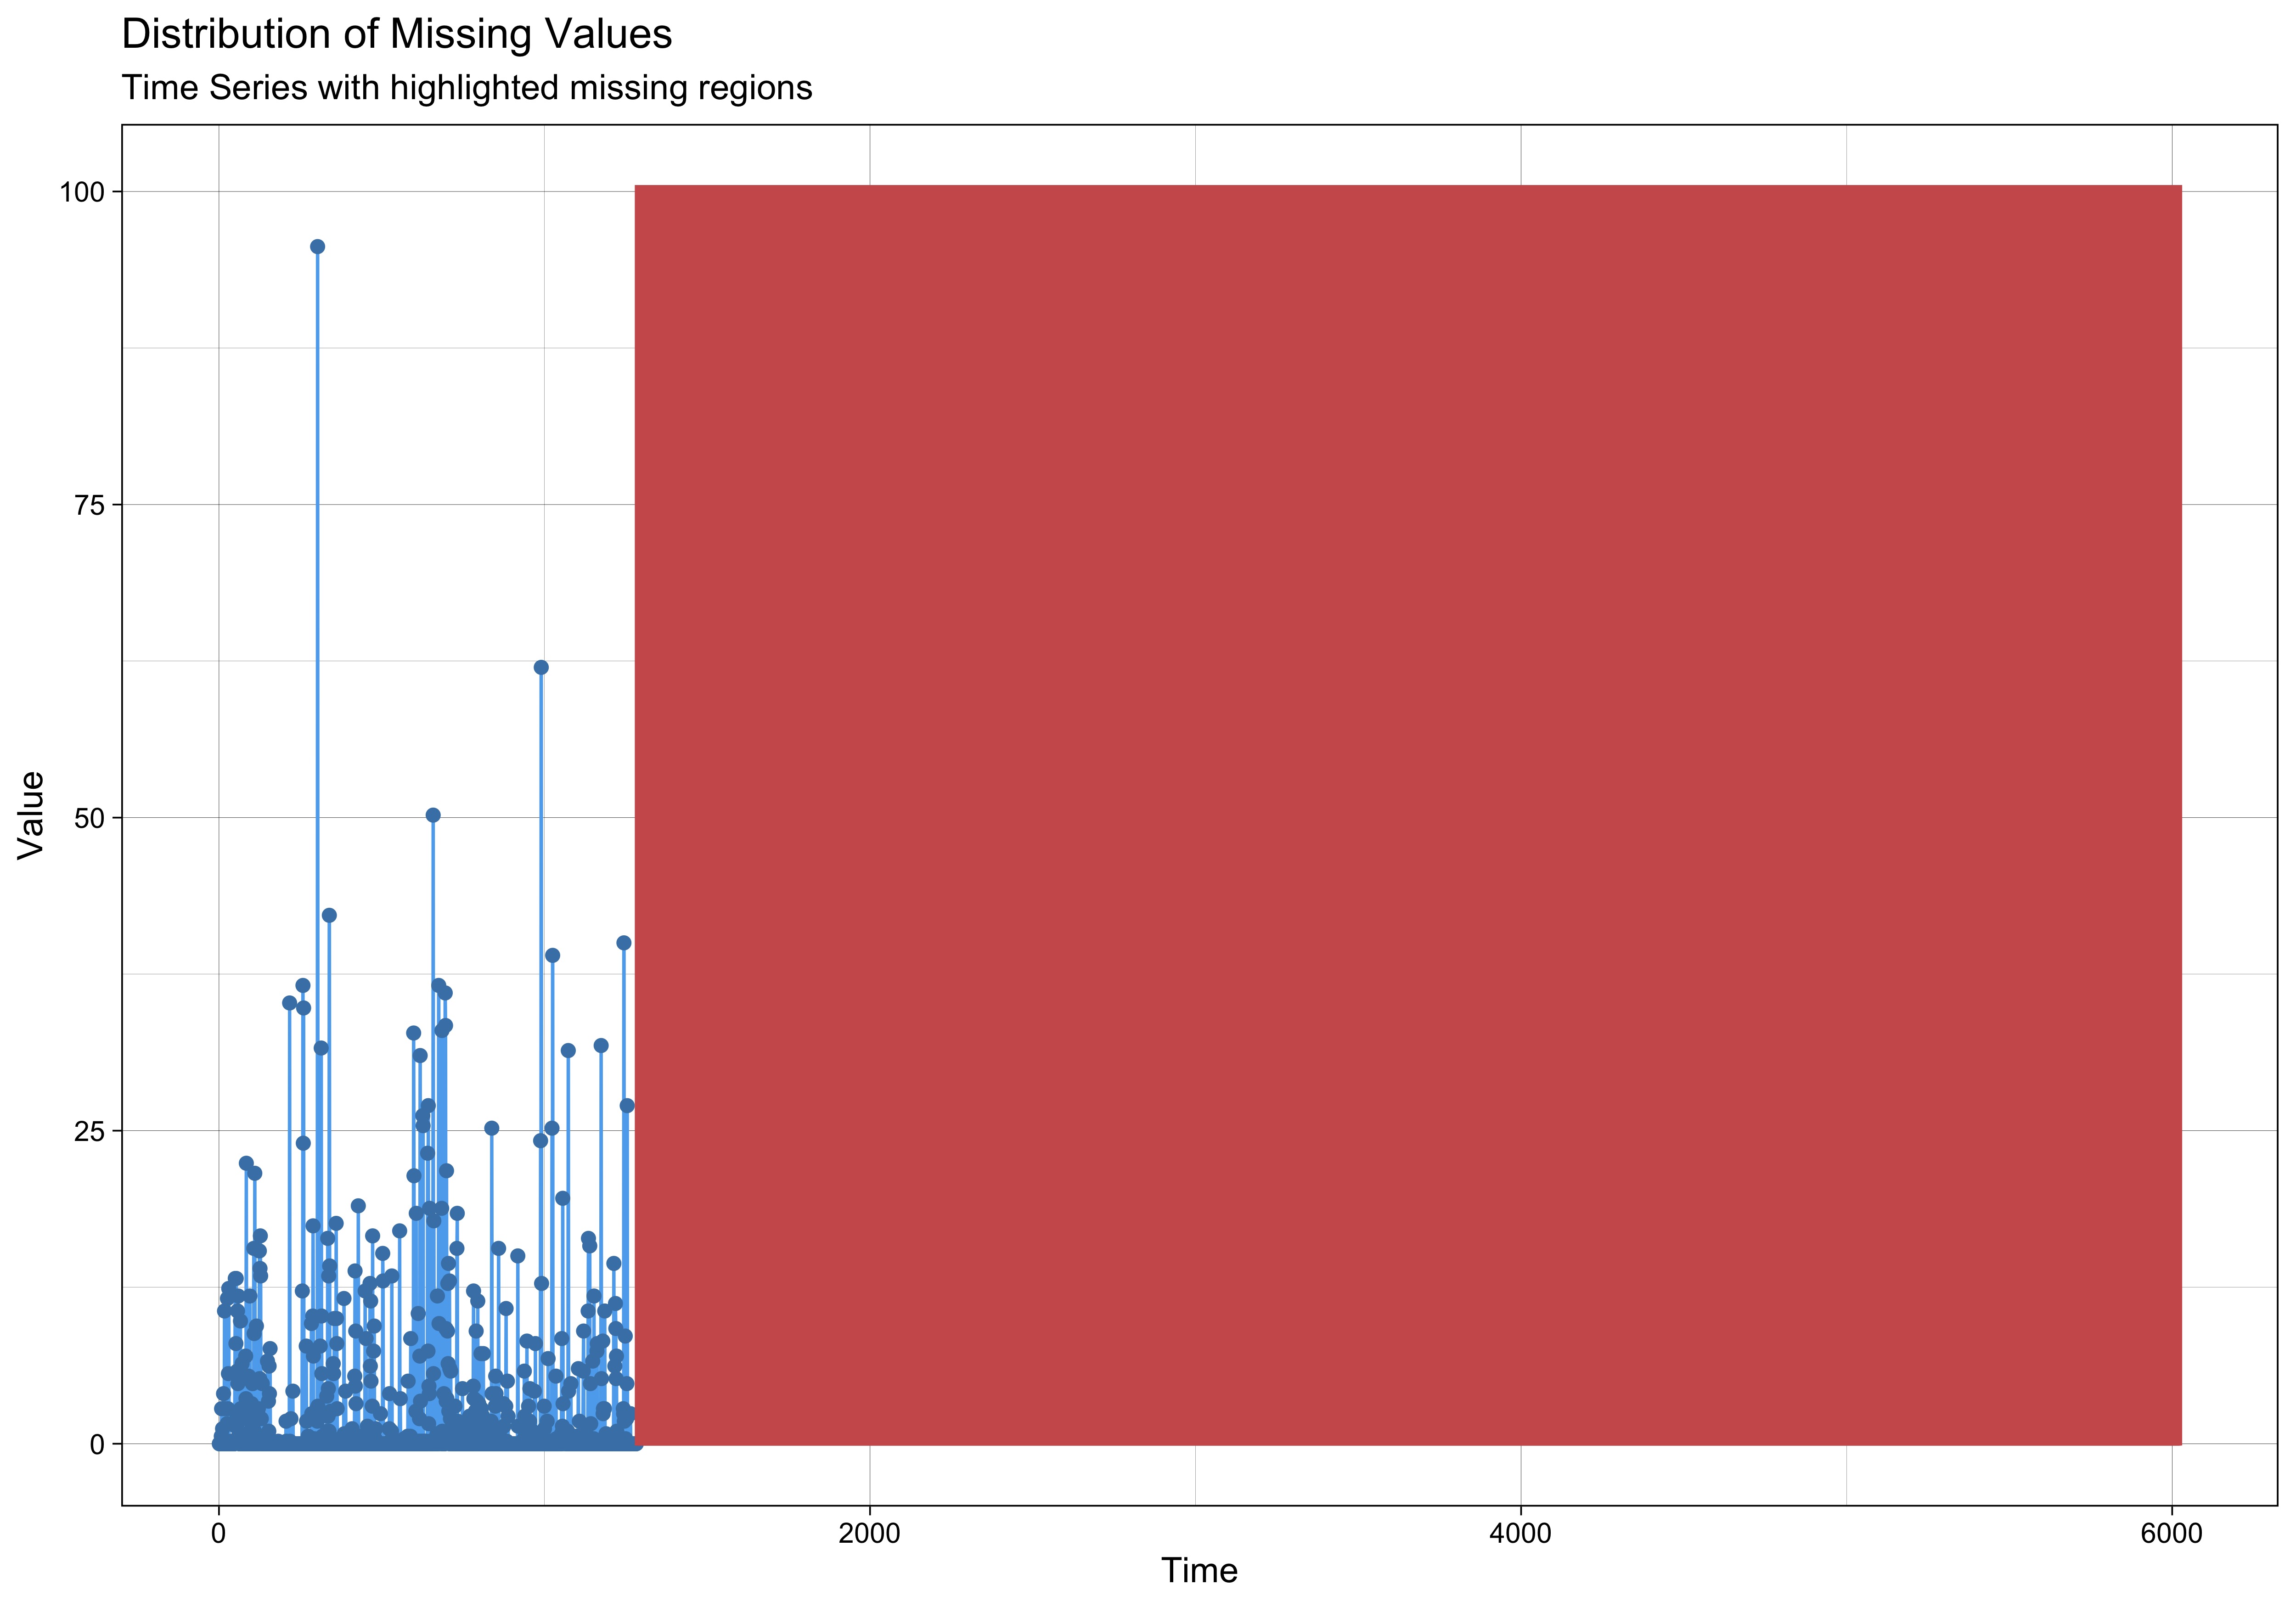 Distribution of Missing Values
Time Series with highlighted missing regions
100
75
50
25
0
Value
0 2000 4000 6000
Time